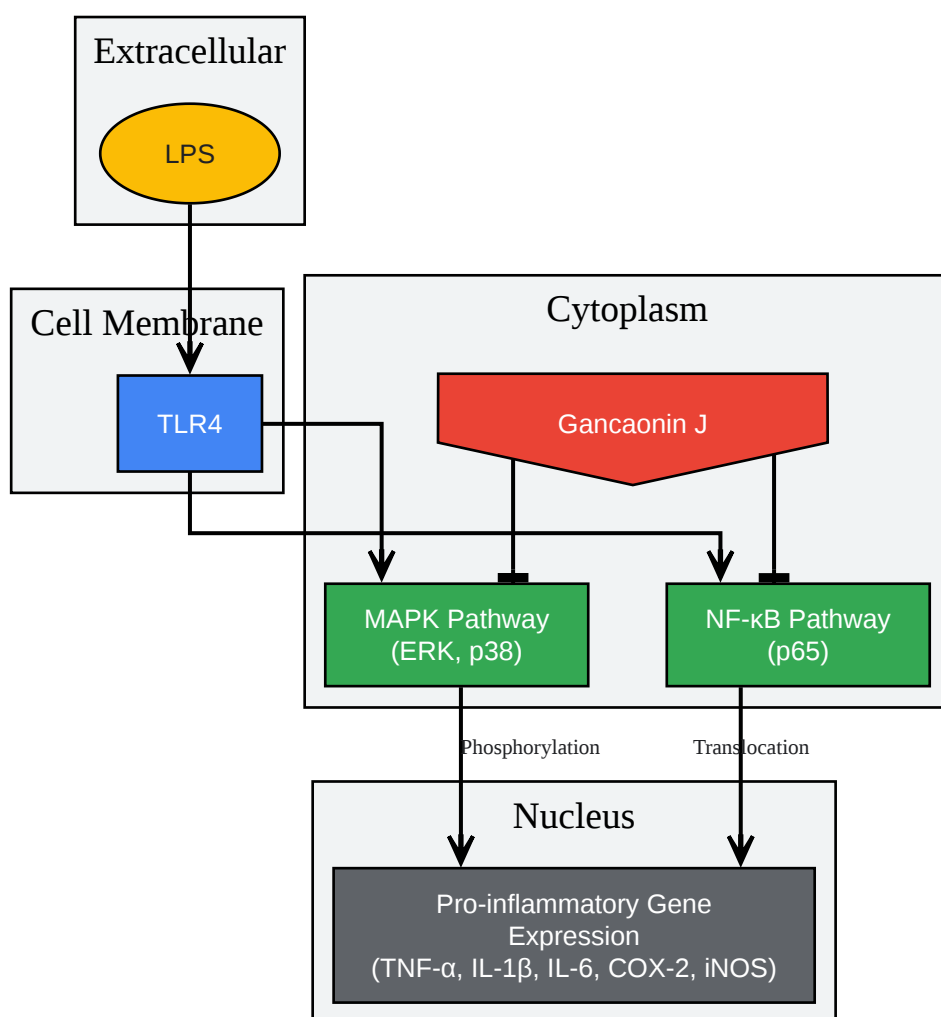 Extracellular
LPS
Cell Membrane
TLR4
Cytoplasm
Gancaonin J
MAPK Pathway
(ERK, p38)
NF-κB Pathway
(p65)
Phosphorylation
Translocation
Nucleus
Pro-inflammatory Gene
Expression
(TNF-α, IL-1β, IL-6, COX-2, iNOS)